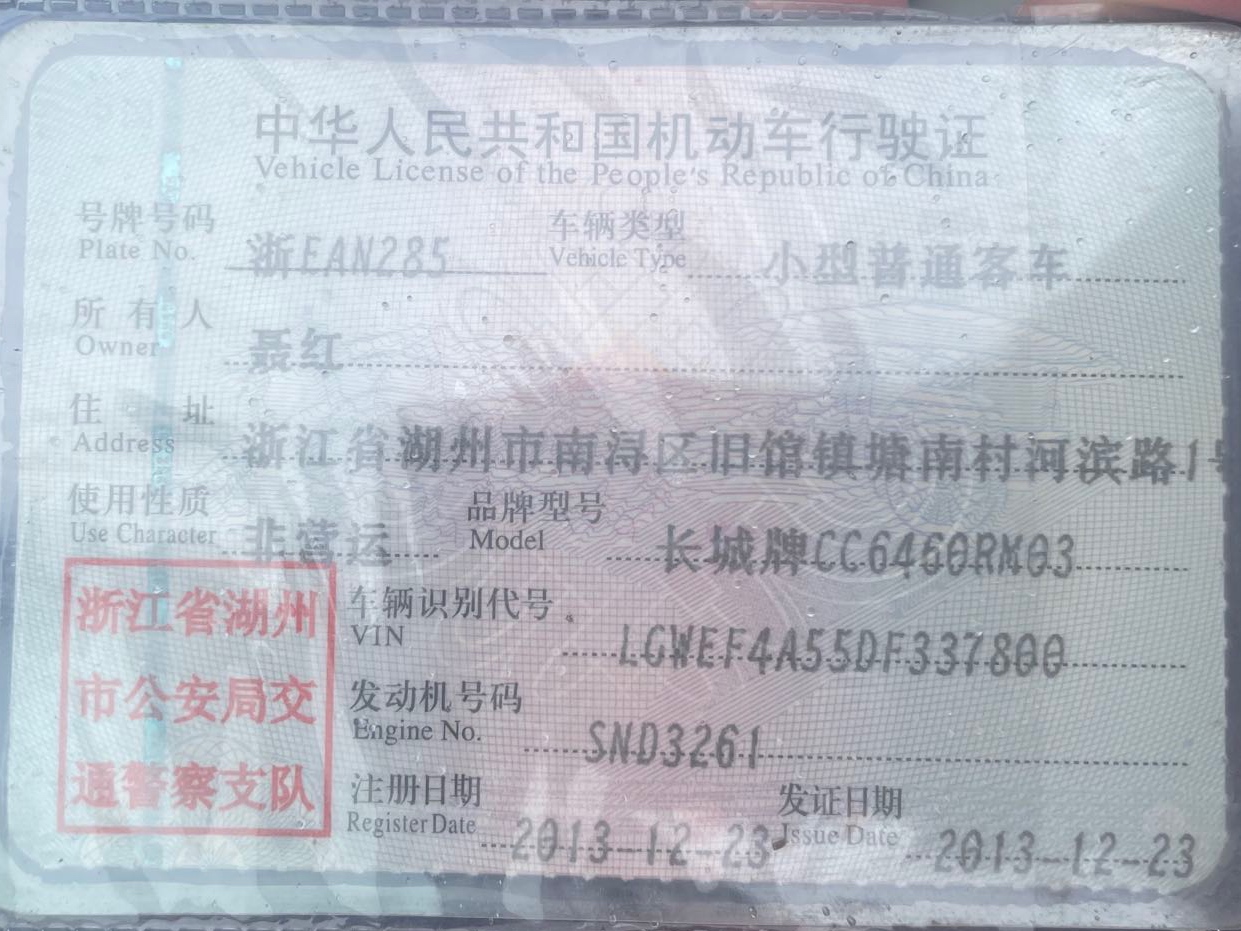 中华人民共和国机动车行驶证
Vehicle License of the People's Republic of China
号牌号码 浙EAN285 车辆类型 小型普通客车
Plate No. Vehicle Type
所有人 聂红
Owner
住址 浙江省湖州市南浔区旧馆镇塘南村河滨路1号
Address
使用性质 非营运 品牌型号 长城牌CC6460RM03
Use Character Model
车辆识别代号 LGWEF4A55DF337800
VIN
发动机号码 SND3261
Engine No.
注册日期 2013-12-23 发证日期 2013-12-23
Register Date Issue Date
浙江省湖州
市公安局交
通警察支队